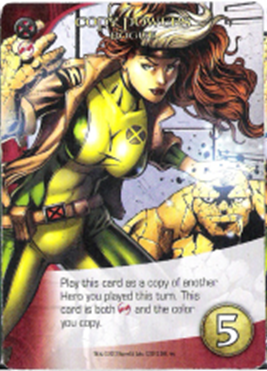 COPY POWERS
ROGUE
Play this card as a copy of another
Hero you played this turn. This
card is both and the color
you copy.
5